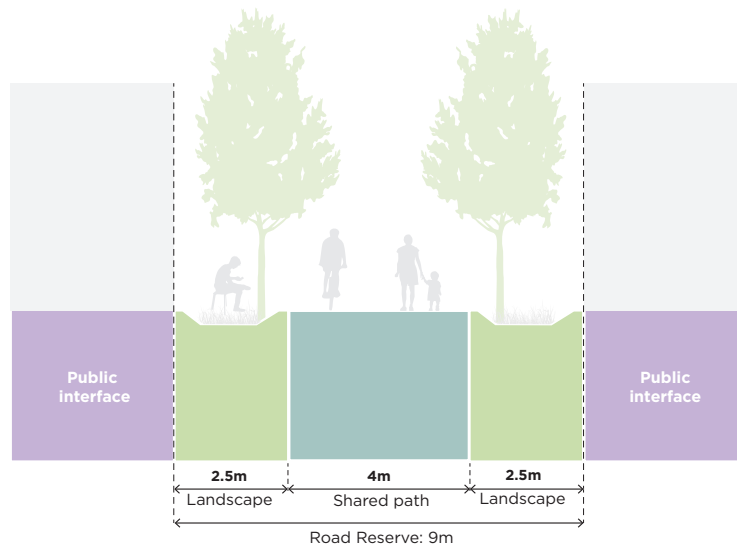 Public
interface
Public
interface
2.5m
4m
2.5m
Landscape
Shared path
Landscape
Road Reserve: 9m